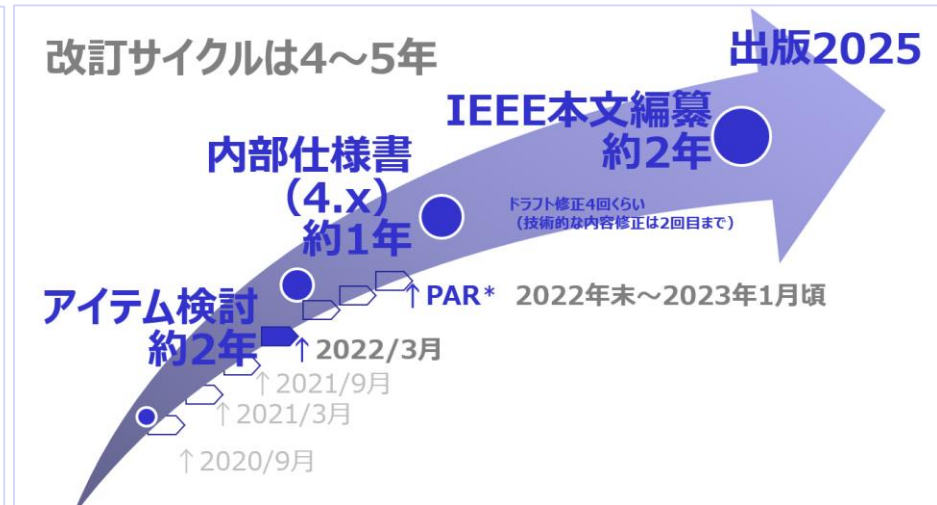 改訂サイクルは4～5年
出版2025
IEEE本文編纂
約2年
内部仕様書
（4.x）
約1年
ドラフト修正4回くらい
（技術的な内容修正は2回目まで）
アイテム検討
約2年
↑PAR* 2022年末～2023年1月頃
↑2022/3月
↑2021/9月
↑2021/3月
↑2020/9月